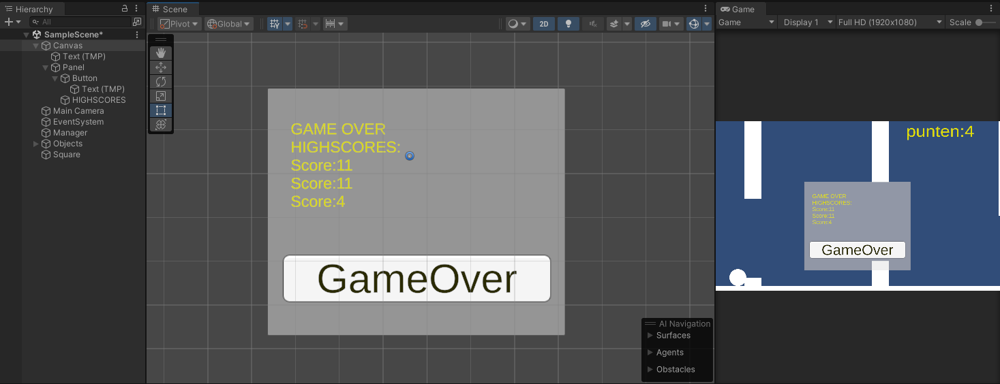 Hierarchy
All
SampleScene*
Canvas
Text (TMP)
Panel
Button
Text (TMP)
HIGHSCORES
Main Camera
EventSystem
Manager
Objects
Square
Scene
Pivot
Global
2D
GAME OVER
HIGHSCORES:
Score:11
Score:11
Score:4
GameOver
AI Navigation
Surfaces
Agents
Obstacles
Game
Game
Display 1
Full HD (1920x1080)
Scale
punten:4
GAME OVER
HIGHSCORES:
Score:11
Score:11
Score:4
GameOver